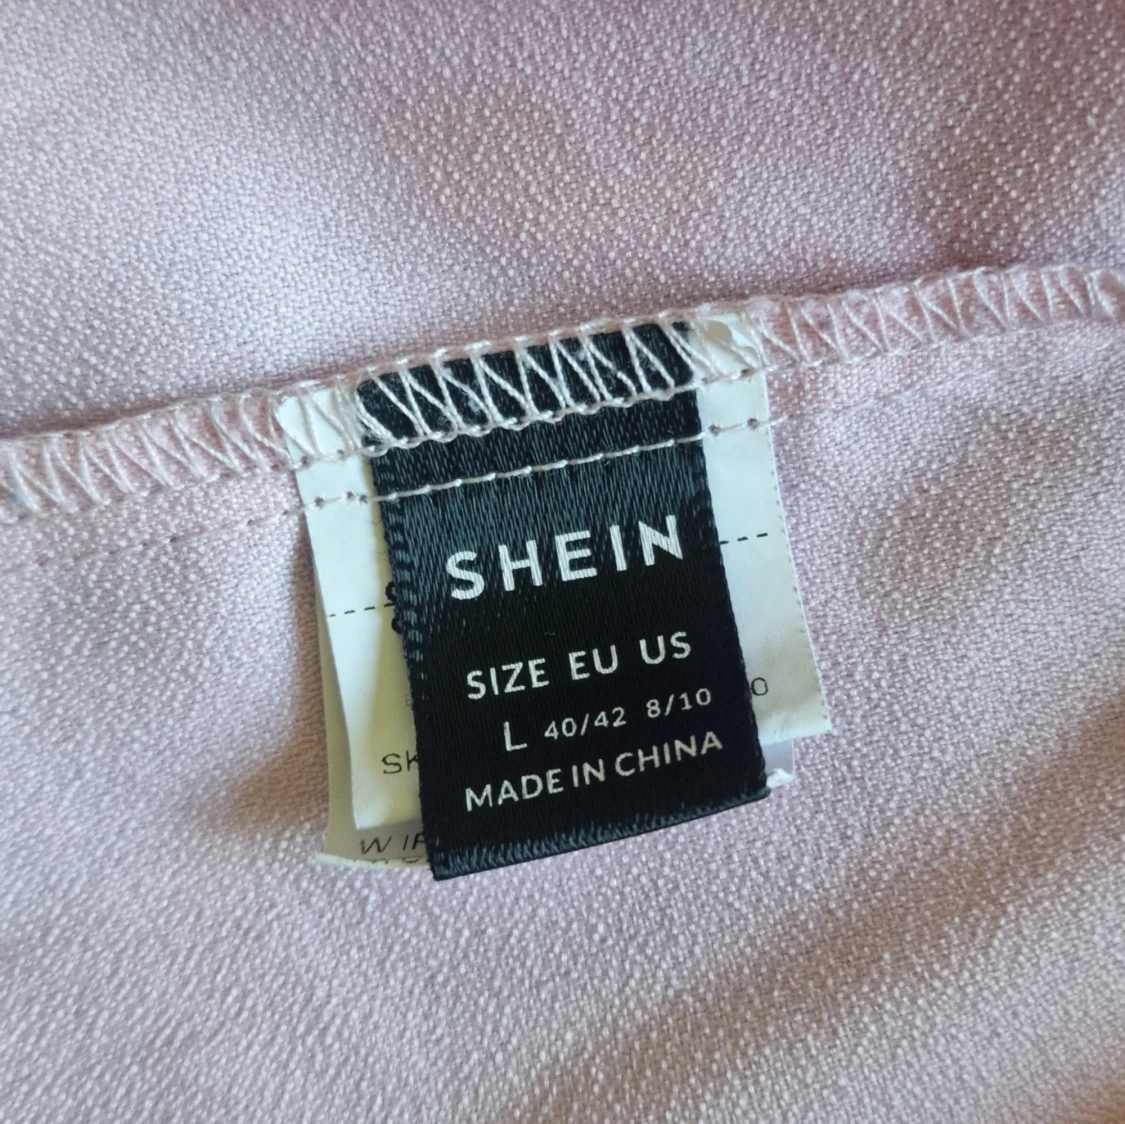 SHEIN
SIZE EU US
L 40/42 8/10
MADE IN CHINA